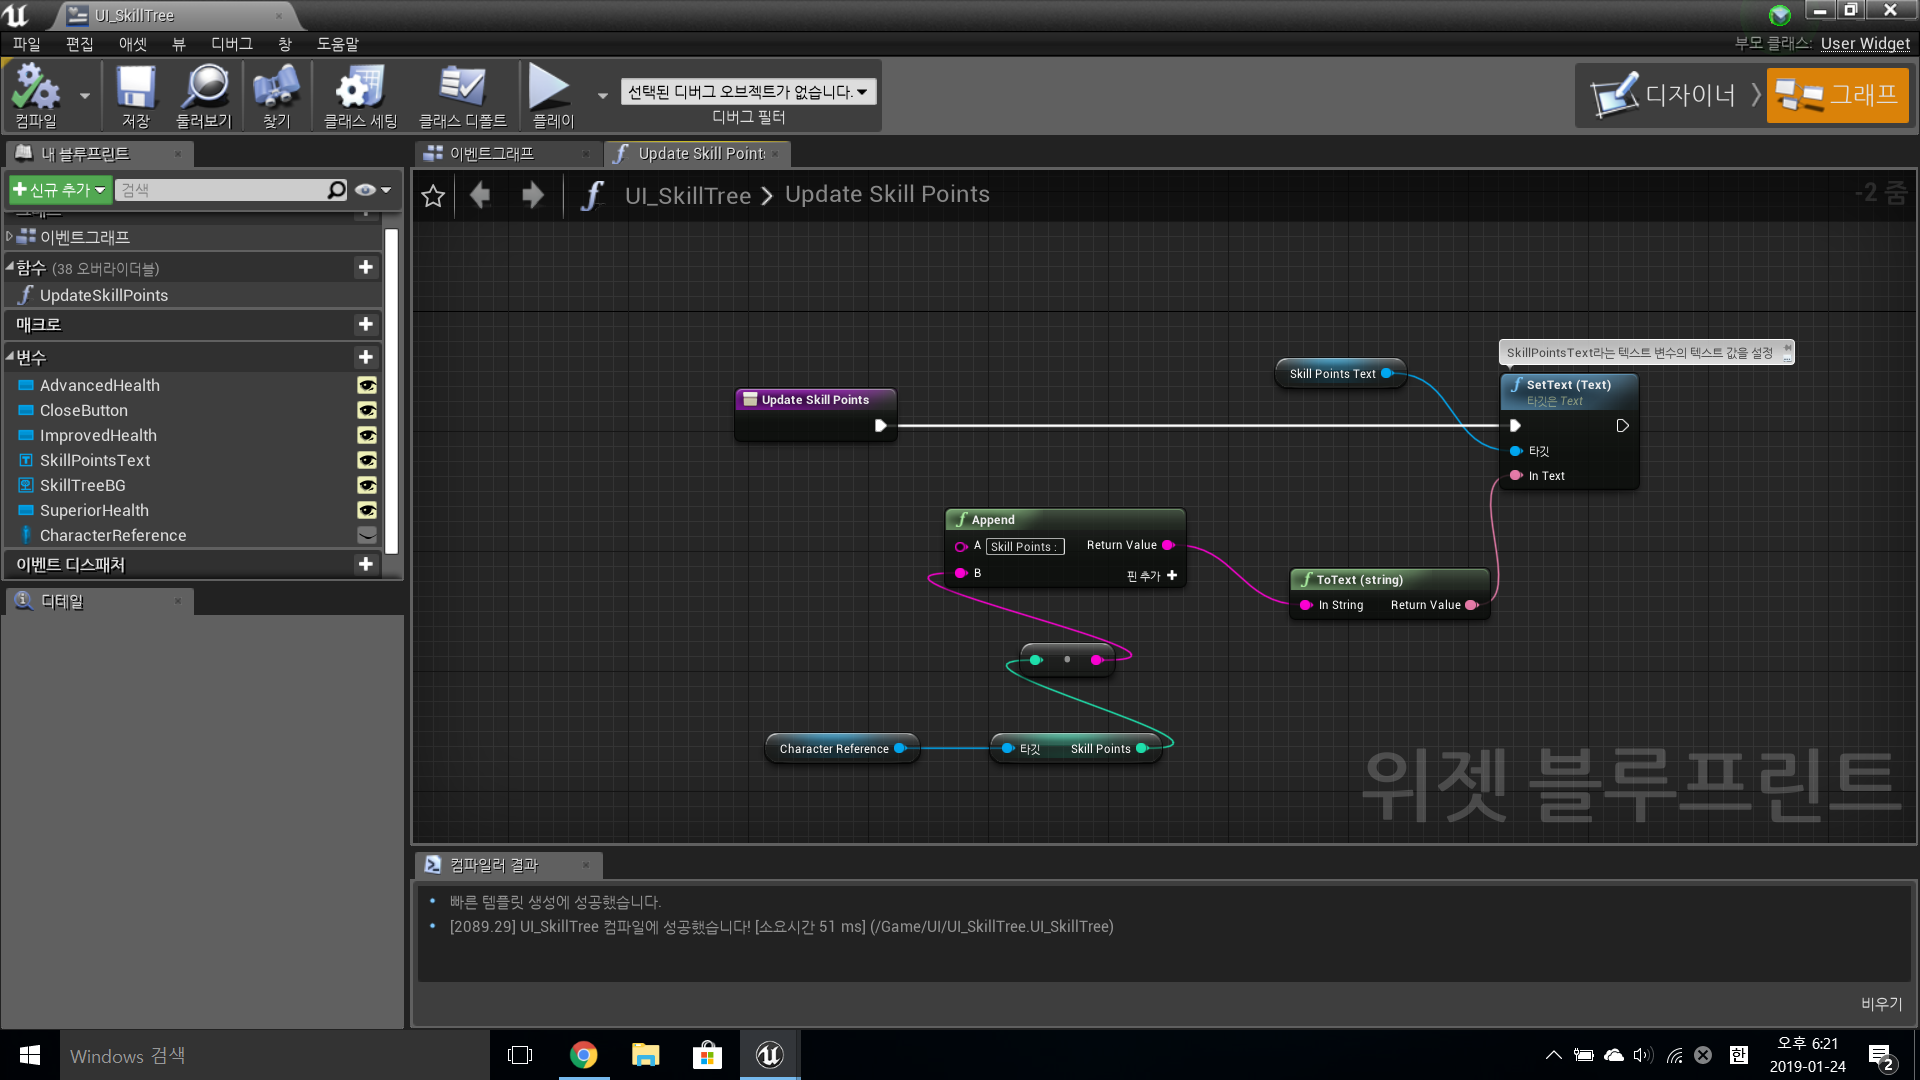 UI_SkillTree
파일 편집 애셋 뷰 디버그 창 도움말
부모 클래스: User Widget
컴파일 저장 둘러보기 찾기 클래스 세팅 클래스 디폴트 플레이
선택된 디버그 오브젝트가 없습니다.
디버그 필터
디자이너 그래프
내 블루프린트
신규 추가 검색
그래프
이벤트그래프
함수 (38 오버라이더블)
UpdateSkillPoints
매크로
변수
AdvancedHealth
CloseButton
ImprovedHealth
SkillPointsText
SkillTreeBG
SuperiorHealth
CharacterReference
이벤트 디스패처
디테일
이벤트그래프 Update Skill Point
UI_SkillTree > Update Skill Points
-2 줌
SkillPointsText라는 텍스트 변수의 텍스트 값을 설정
Skill Points Text
SetText (Text)
타깃은 Text
타깃
In Text
Update Skill Points
Append
A Skill Points : Return Value
B 핀 추가
ToText (string)
In String Return Value
Character Reference
타깃 Skill Points
위젯 블루프린트
컴파일러 결과
빠른 템플릿 생성에 성공했습니다.
[2089.29] UI_SkillTree 컴파일에 성공했습니다! [소요시간 51 ms] (/Game/UI/UI_SkillTree.UI_SkillTree)
비우기
Windows 검색
한
오후 6:21
2019-01-24
2